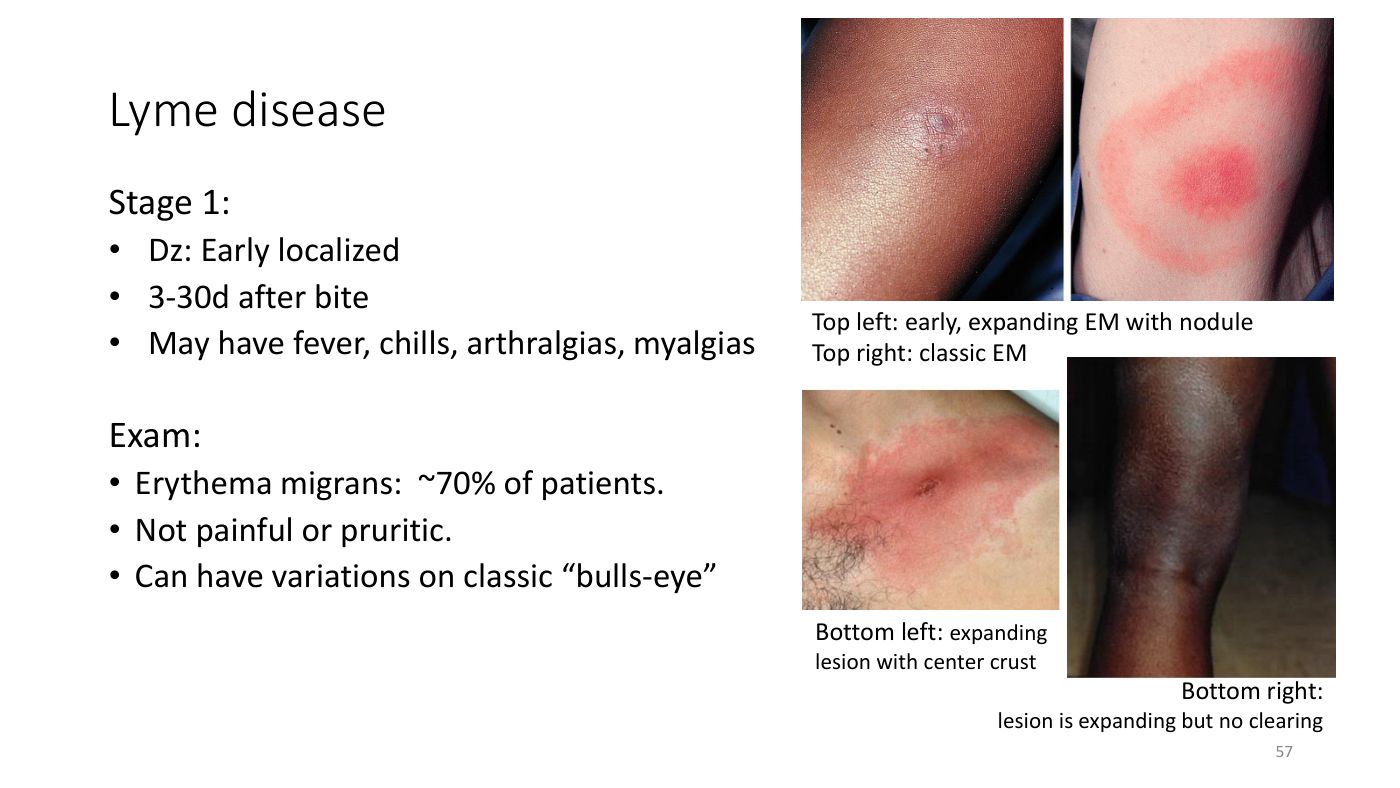 Lyme disease
Stage 1:
• Dz: Early localized
• 3-30d after bite
• May have fever, chills, arthralgias, myalgias
Exam:
• Erythema migrans:  ~70% of patients.
• Not painful or pruritic.
• Can have variations on classic “bulls-eye”
Top left: early, expanding EM with nodule
Top right: classic EM
Bottom left: expanding
lesion with center crust
Bottom right:
lesion is expanding but no clearing
57